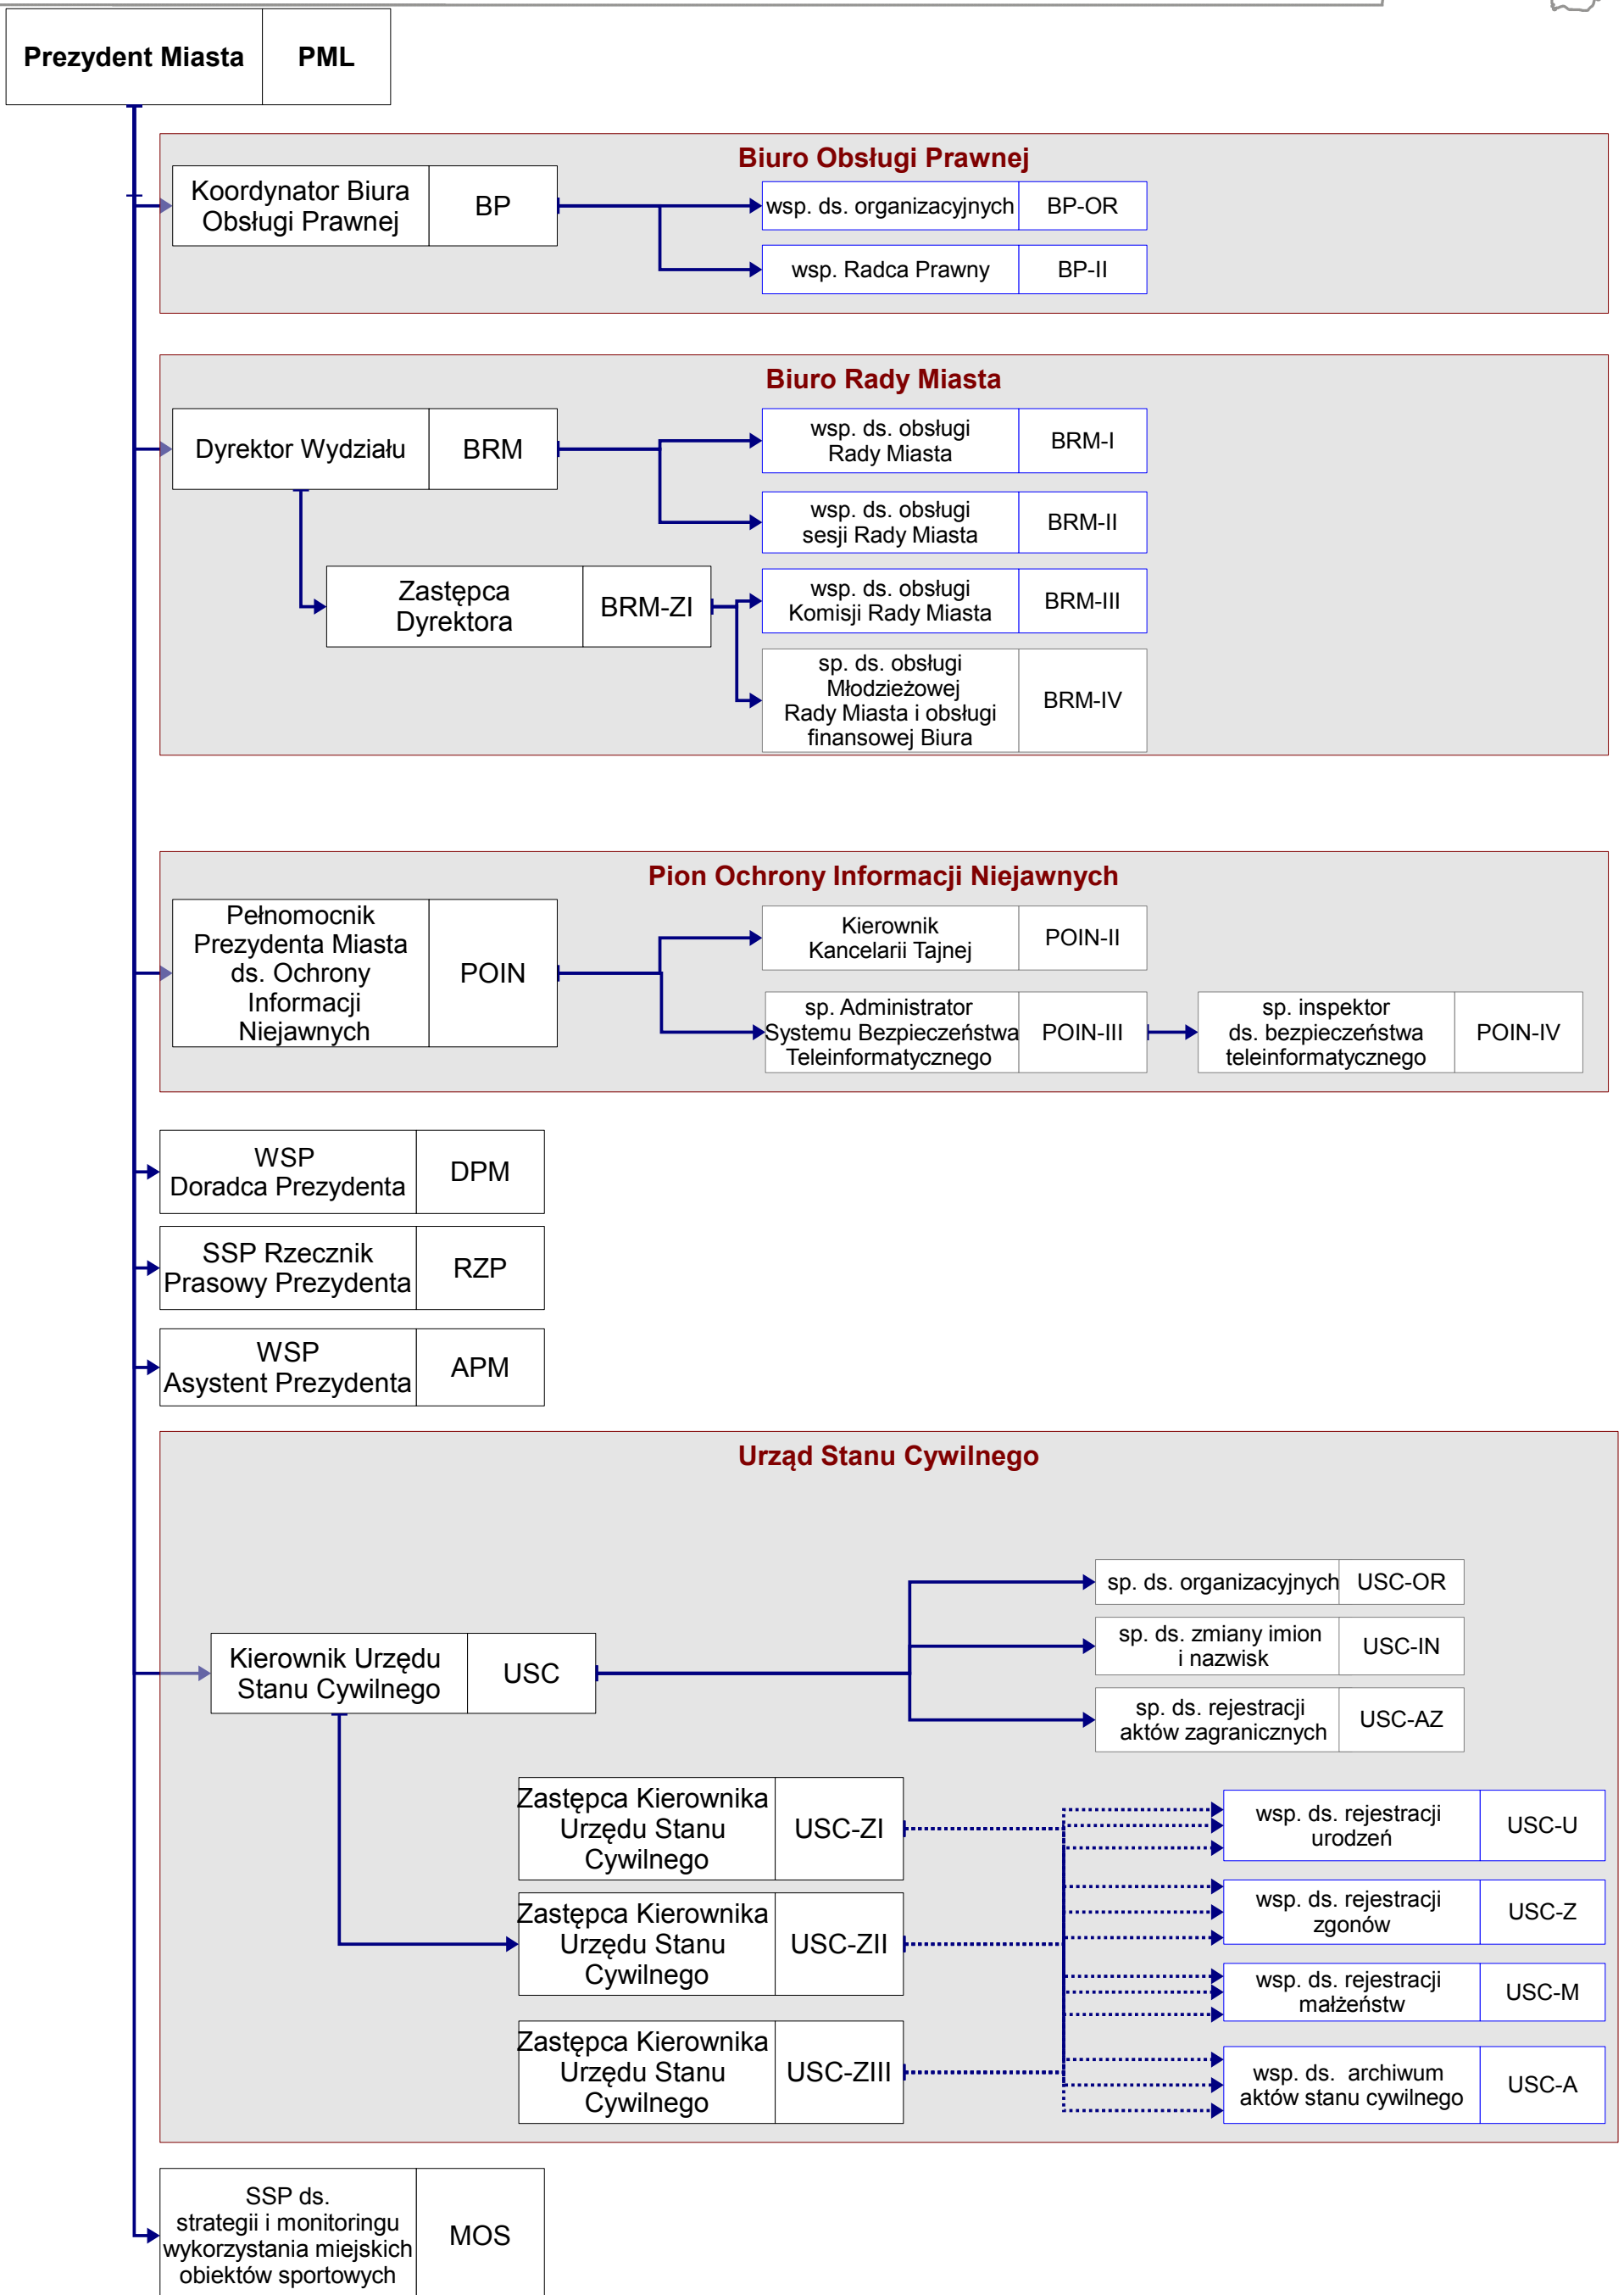 Prezydent Miasta PML
Biuro Obsługi Prawnej
Koordynator Biura
Obsługi Prawnej
BP
wsp. ds. organizacyjnych BP-OR
wsp. Radca Prawny BP-II
Biuro Rady Miasta
Dyrektor Wydziału BRM
wsp. ds. obsługi
Rady Miasta
BRM-I
wsp. ds. obsługi
sesji Rady Miasta
BRM-II
Zastępca
Dyrektora
BRM-ZI
wsp. ds. obsługi
Komisji Rady Miasta
BRM-III
sp. ds. obsługi
Młodzieżowej
Rady Miasta i obsługi
finansowej Biura
BRM-IV
Pion Ochrony Informacji Niejawnych
Pełnomocnik
Prezydenta Miasta
ds. Ochrony
Informacji
Niejawnych
POIN
Kierownik
Kancelarii Tajnej
POIN-II
sp. Administrator
Systemu Bezpieczeństwa
Teleinformatycznego
POIN-III
sp. inspektor
ds. bezpieczeństwa
teleinformatycznego
POIN-IV
WSP
Doradca Prezydenta
DPM
SSP Rzecznik
Prasowy Prezydenta
RZP
WSP
Asystent Prezydenta
APM
Urząd Stanu Cywilnego
sp. ds. organizacyjnych USC-OR
sp. ds. zmiany imion
i nazwisk
USC-IN
Kierownik Urzędu
Stanu Cywilnego
USC
sp. ds. rejestracji
aktów zagranicznych
USC-AZ
Zastępca Kierownika
Urzędu Stanu
Cywilnego
USC-ZI
wsp. ds. rejestracji
urodzeń
USC-U
Zastępca Kierownika
Urzędu Stanu
Cywilnego
USC-ZII
wsp. ds. rejestracji
zgonów
USC-Z
wsp. ds. rejestracji
małżeństw
USC-M
Zastępca Kierownika
Urzędu Stanu
Cywilnego
USC-ZIII
wsp. ds. archiwum
aktów stanu cywilnego
USC-A
SSP ds.
strategii i monitoringu
wykorzystania miejskich
obiektów sportowych
MOS